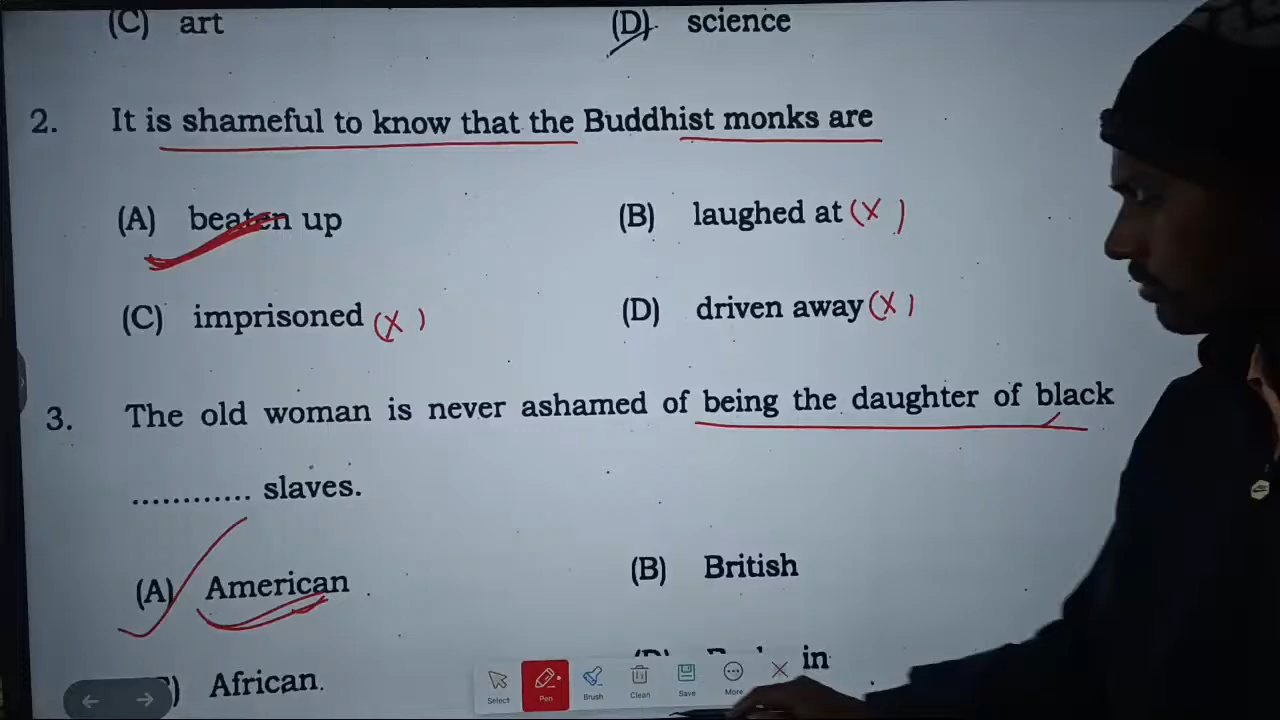 (C) art (D) science
2. It is shameful to know that the Buddhist monks are
(A) beaten up (B) laughed at (X)
(C) imprisoned (X) (D) driven away (X)
3. The old woman is never ashamed of being the daughter of black
............ slaves.
(A) American (B) British
African. in
Select Pen Brush Clean Save More